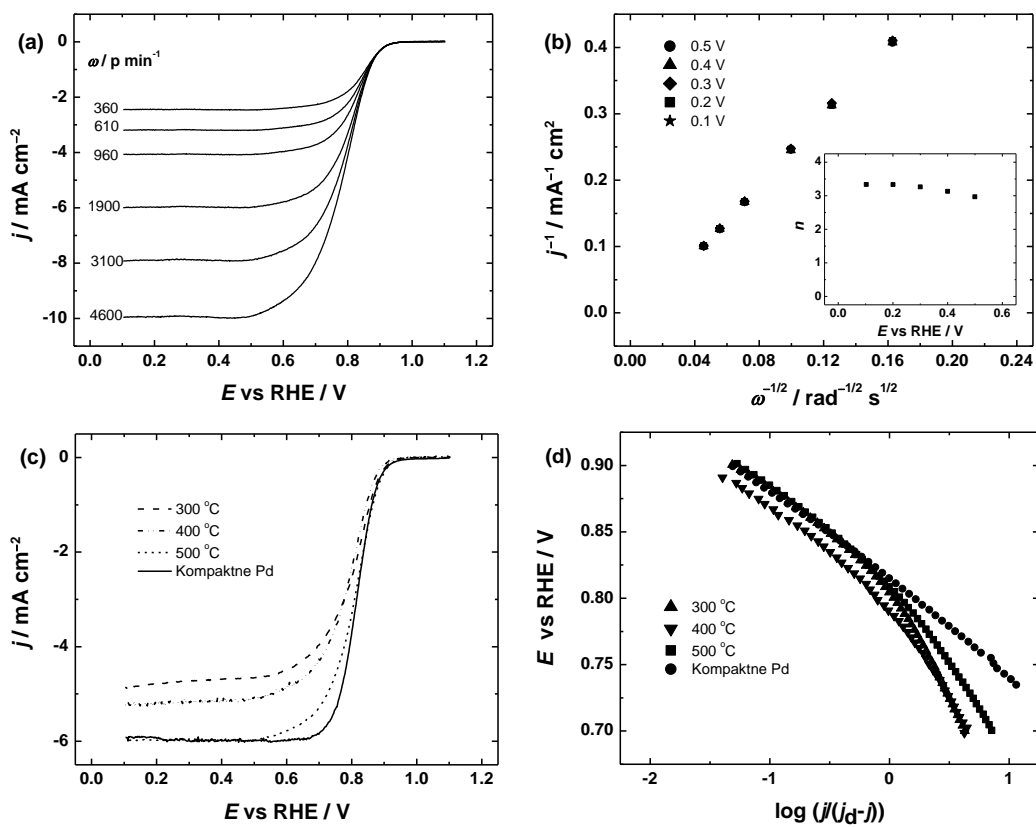 (a)
ω / p min⁻¹
360
610
960
1900
3100
4600
0
-2
-4
-6
-8
-10
j / mA cm⁻²
0.0 0.2 0.4 0.6 0.8 1.0 1.2
E vs RHE / V
(b)
0.5 V
0.4 V
0.3 V
0.2 V
0.1 V
0.4
0.3
0.2
0.1
0.0
j⁻¹ / mA⁻¹ cm²
4
3
2
1
0
n
0.0 0.2 0.4 0.6
E vs RHE / V
0.00 0.04 0.08 0.12 0.16 0.20 0.24
ω⁻¹/² / rad⁻¹/² s¹/²
(c)
300 °C
400 °C
500 °C
Kompaktne Pd
0
-2
-4
-6
j / mA cm⁻²
0.0 0.2 0.4 0.6 0.8 1.0 1.2
E vs RHE / V
(d)
0.90
0.85
0.80
0.75
0.70
E vs RHE / V
300 °C
400 °C
500 °C
Kompaktne Pd
-2 -1 0 1
log (j/(jd-j))